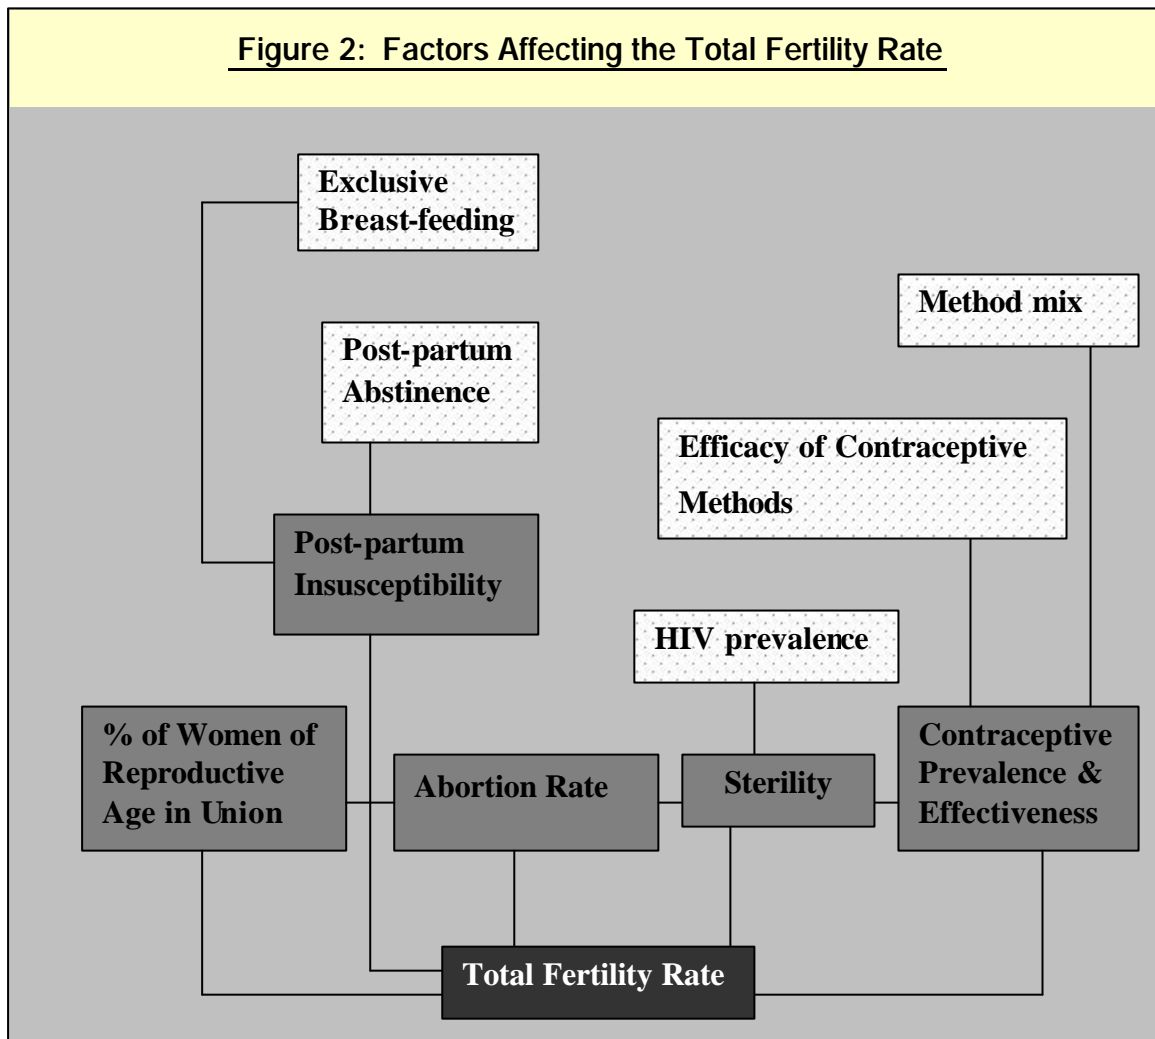 Figure 2: Factors Affecting the Total Fertility Rate
Exclusive
Breast-feeding
Method mix
Post-partum
Abstinence
Efficacy of Contraceptive
Methods
Post-partum
Insusceptibility
HIV prevalence
% of Women of
Reproductive
Age in Union
Abortion Rate
Sterility
Contraceptive
Prevalence &
Effectiveness
Total Fertility Rate